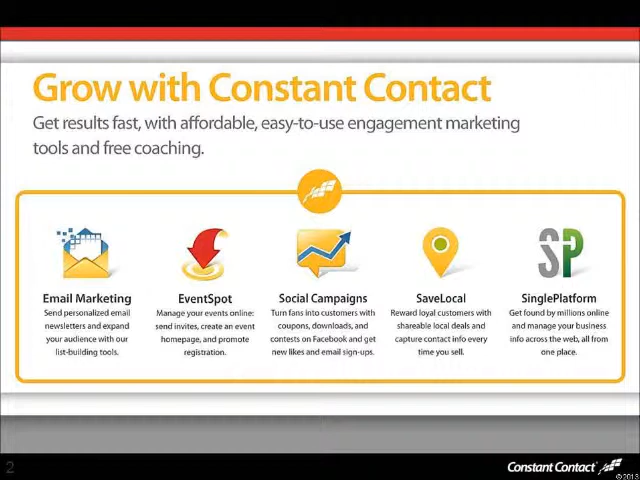 Grow with Constant Contact
Get results fast, with affordable, easy-to-use engagement marketing
tools and free coaching.
Email Marketing
Send personalized email
newsletters and expand
your audience with our
list-building tools.
EventSpot
Manage your events online:
send invites, create an event
homepage, and promote
registration.
Social Campaigns
Turn fans into customers with
coupons, downloads, and
contests on Facebook and get
new likes and email sign-ups.
SaveLocal
Reward loyal customers with
shareable local deals and
capture contact info every
time you sell.
SP
SinglePlatform
Get found by millions online
and manage your business
info across the web, all from
one place.
2
Constant Contact®
© 2013